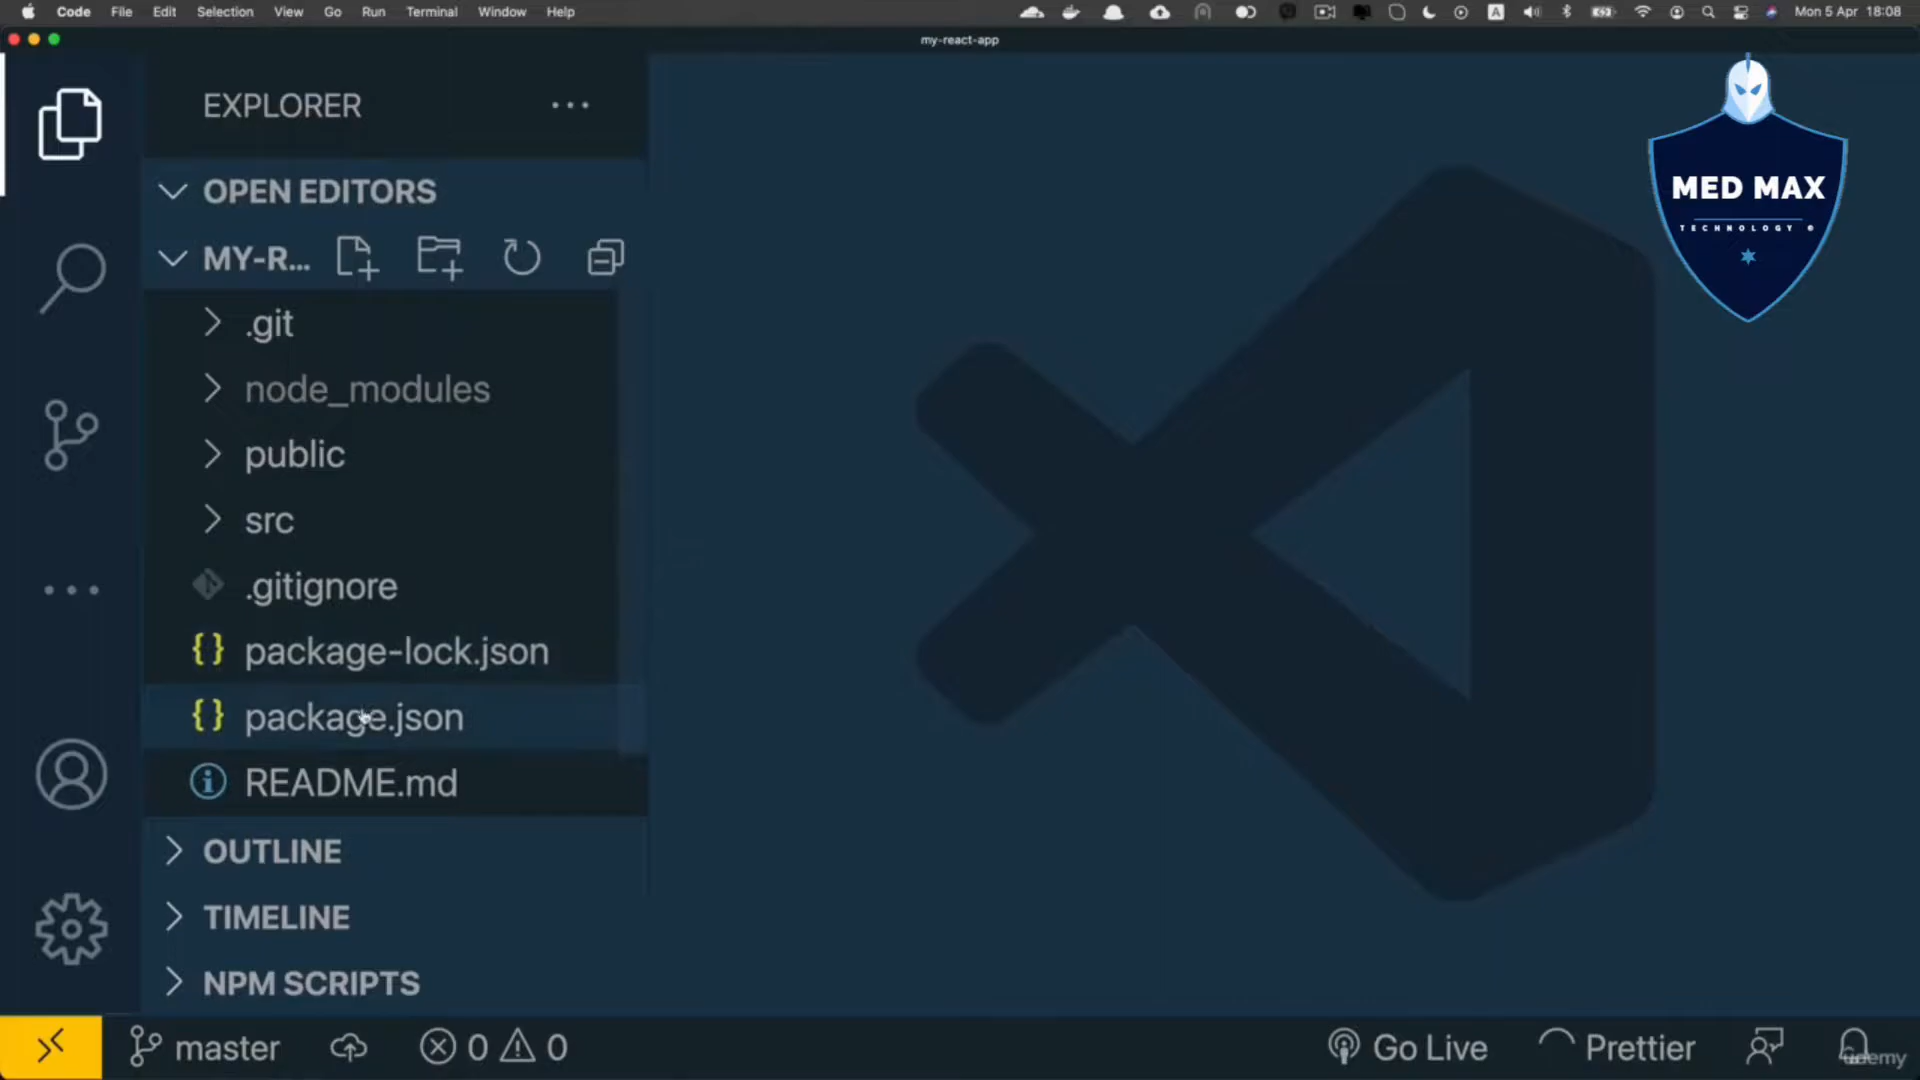 Code File Edit Selection View Go Run Terminal Window Help
A
Mon 5 Apr 18:08
my-react-app
EXPLORER
MED MAX
TECHNOLOGY ®
OPEN EDITORS
MY-R...
.git
node_modules
public
src
.gitignore
{} package-lock.json
{} package.json
README.md
OUTLINE
TIMELINE
NPM SCRIPTS
master 0 0 Go Live Prettier
udemy